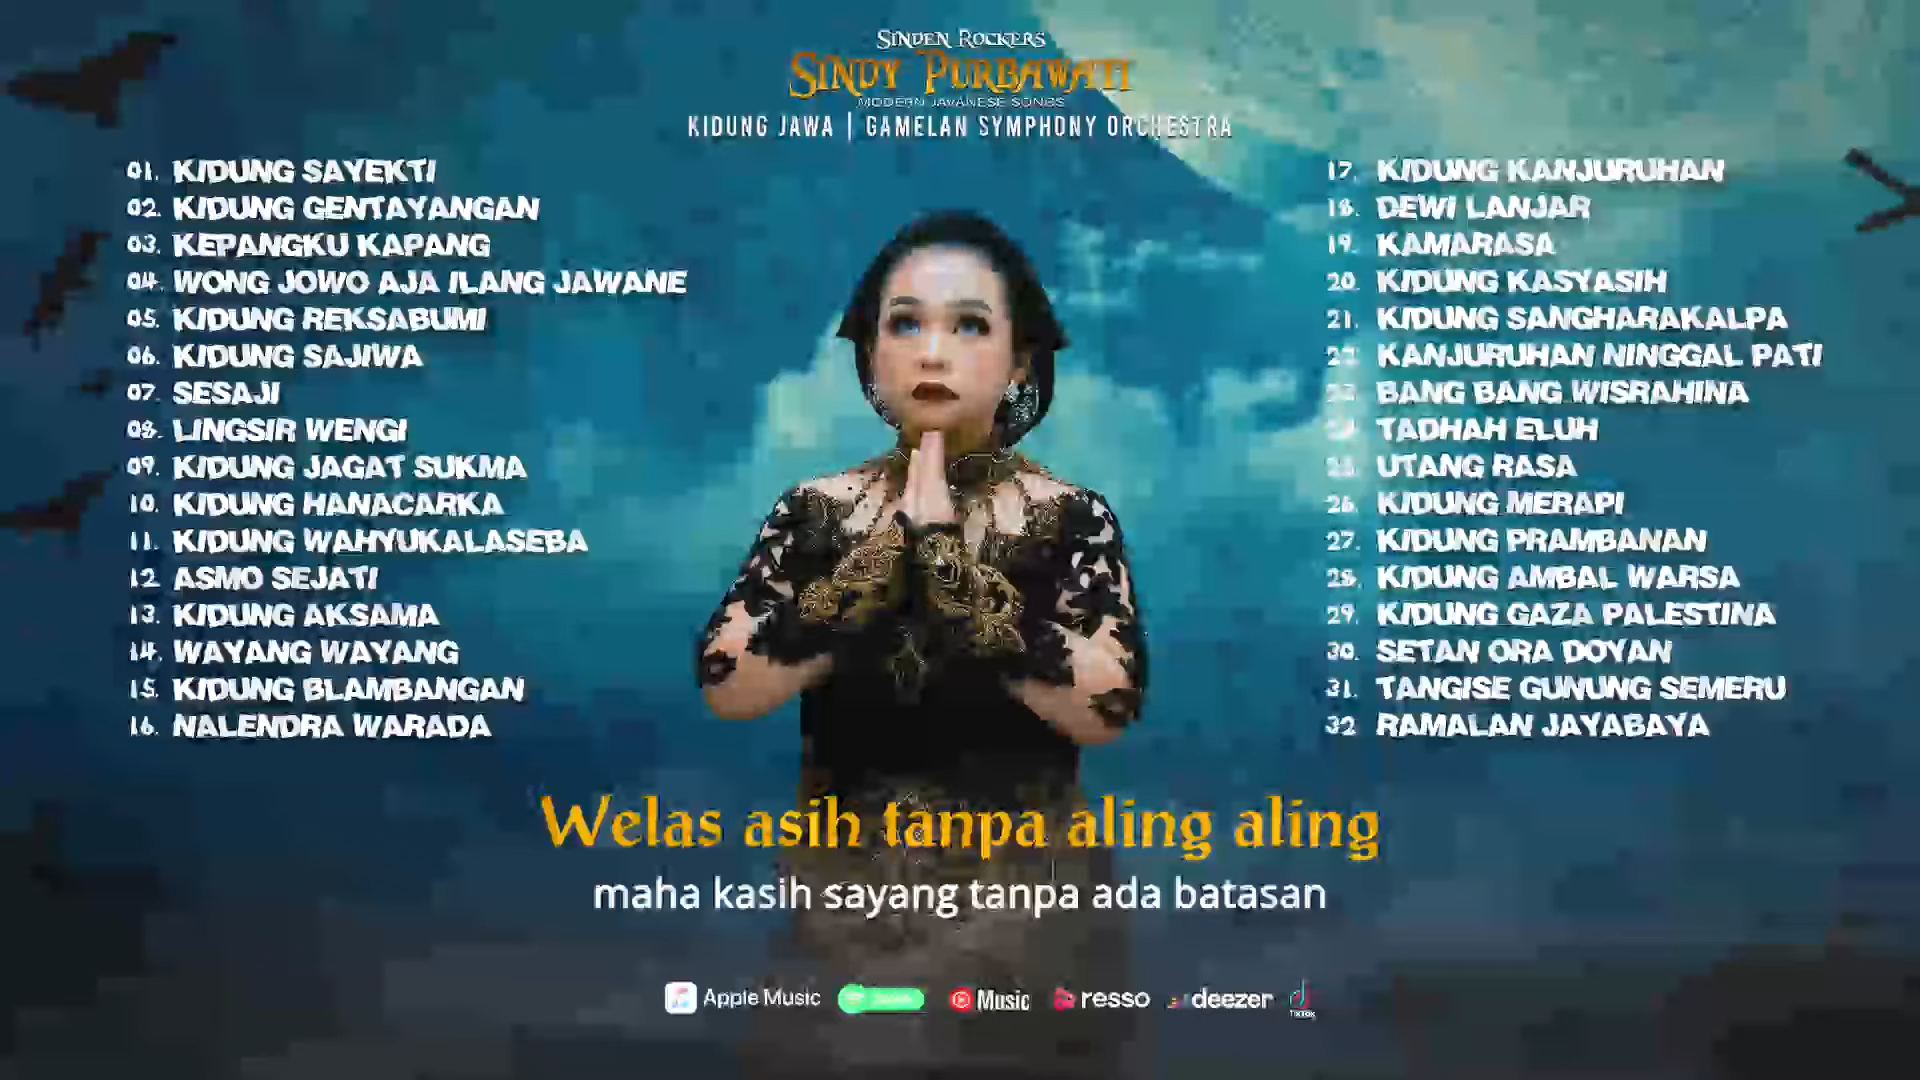 SINDEN ROCKERS
SINDY PURBAWATI
MODERN JAVANESE SONGS
KIDUNG JAWA | GAMELAN SYMPHONY ORCHESTRA
01. KIDUNG SAYEKTI
02. KIDUNG GENTAYANGAN
03. KEPANGKU KAPANG
04. WONG JOWO AJA ILANG JAWANE
05. KIDUNG REKSABUMI
06. KIDUNG SAJIWA
07. SESAJI
08. LINGSIR WENGI
09. KIDUNG JAGAT SUKMA
10. KIDUNG HANACARKA
11. KIDUNG WAHYUKALASEBA
12 ASMO SEJATI
13. KIDUNG AKSAMA
14. WAYANG WAYANG
15. KIDUNG BLAMBANGAN
16. NALENDRA WARADA
17. KIDUNG KANJURUHAN
18. DEWI LANJAR
19. KAMARASA
20. KIDUNG KASYASIH
21. KIDUNG SANGHARAKALPA
22 KANJURUHAN NINGGAL PATI
23. BANG BANG WISRAHINA
24. TADHAH ELUH
25. UTANG RASA
26. KIDUNG MERAPI
27. KIDUNG PRAMBANAN
28. KIDUNG AMBAL WARSA
29. KIDUNG GAZA PALESTINA
30. SETAN ORA DOYAN
31. TANGISE GUNUNG SEMERU
32 RAMALAN JAYABAYA
Welas asih tanpa aling aling
maha kasih sayang tanpa ada batasan
Apple Music
Music
resso
deezer
TIKTOK